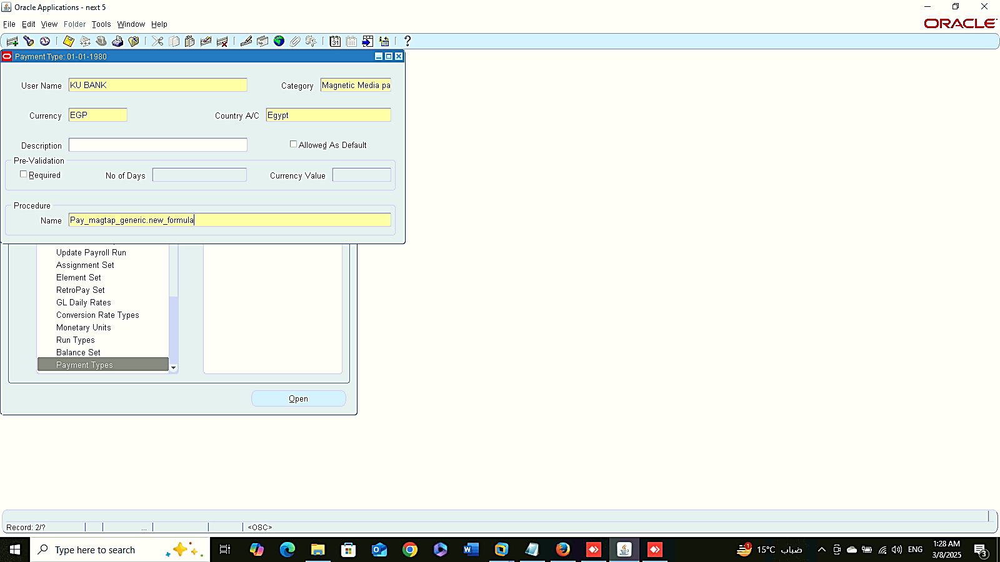 Oracle Applications - next 5
File Edit View Folder Tools Window Help
ORACLE
Payment Type: 01-01-1980
User Name KU BANK Category Magnetic Media pa
Currency EGP Country A/C Egypt
Description Allowed As Default
Pre-Validation
Required No of Days Currency Value
Procedure
Name Pay_magtap_generic.new_formula
Update Payroll Run
Assignment Set
Element Set
RetroPay Set
GL Daily Rates
Conversion Rate Types
Monetary Units
Run Types
Balance Set
Payment Types
Open
Record: 2/? ... <OSC>
Type here to search 1 15°C ضباب ENG 1:28 AM
3/8/2025 3